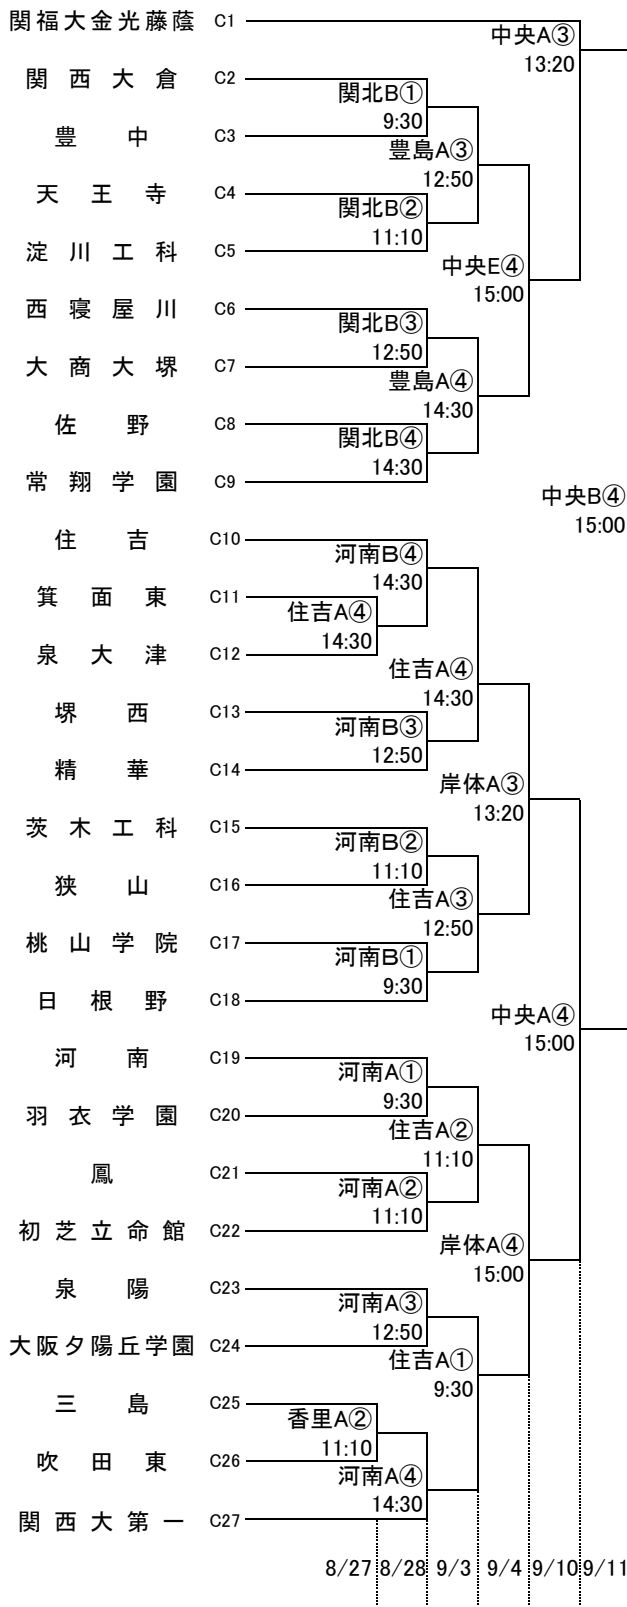 関福大金光藤蔭 C1
中央A③
13:20
関西大倉 C2
関北B①
9:30
豊中 C3
豊島A③
12:50
天王寺 C4
関北B②
11:10
淀川工科 C5
中央E④
15:00
西寝屋川 C6
関北B③
12:50
大商大堺 C7
豊島A④
14:30
佐野 C8
関北B④
14:30
常翔学園 C9
中央B④
15:00
住吉 C10
河南B④
14:30
箕面東 C11
住吉A④
14:30
泉大津 C12
住吉A④
14:30
堺西 C13
河南B③
12:50
精華 C14
岸体A③
13:20
茨木工科 C15
河南B②
11:10
狭山 C16
住吉A③
12:50
桃山学院 C17
河南B①
9:30
日根野 C18
中央A④
15:00
河南 C19
河南A①
9:30
羽衣学園 C20
住吉A②
11:10
鳳 C21
河南A②
11:10
初芝立命館 C22
岸体A④
15:00
泉陽 C23
河南A③
12:50
大阪夕陽丘学園 C24
住吉A①
9:30
三島 C25
香里A②
11:10
吹田東 C26
河南A④
14:30
関西大第一 C27
8/27 8/28 9/3 9/4 9/10 9/11